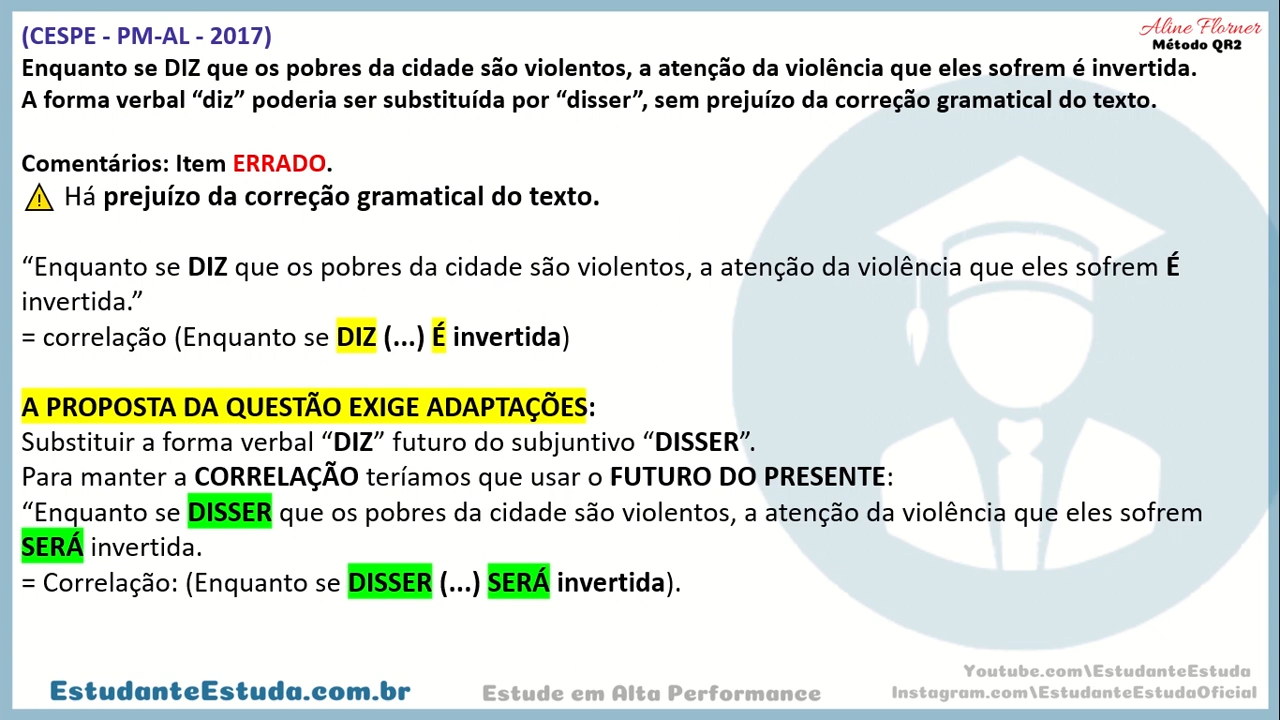 (CESPE - PM-AL - 2017)
Aline Florner
Método QR2
Enquanto se DIZ que os pobres da cidade são violentos, a atenção da violência que eles sofrem é invertida.
A forma verbal “diz” poderia ser substituída por “disser”, sem prejuízo da correção gramatical do texto.
Comentários: Item ERRADO.
Há prejuízo da correção gramatical do texto.
“Enquanto se DIZ que os pobres da cidade são violentos, a atenção da violência que eles sofrem É
invertida.”
= correlação (Enquanto se DIZ (...) É invertida)
A PROPOSTA DA QUESTÃO EXIGE ADAPTAÇÕES:
Substituir a forma verbal “DIZ” futuro do subjuntivo “DISSER”.
Para manter a CORRELAÇÃO teríamos que usar o FUTURO DO PRESENTE:
“Enquanto se DISSER que os pobres da cidade são violentos, a atenção da violência que eles sofrem
SERÁ invertida.
= Correlação: (Enquanto se DISSER (...) SERÁ invertida).
EstudanteEstuda.com.br
Estude em Alta Performance
Youtube.com\EstudanteEstuda
Instagram.com\EstudanteEstudaOficial